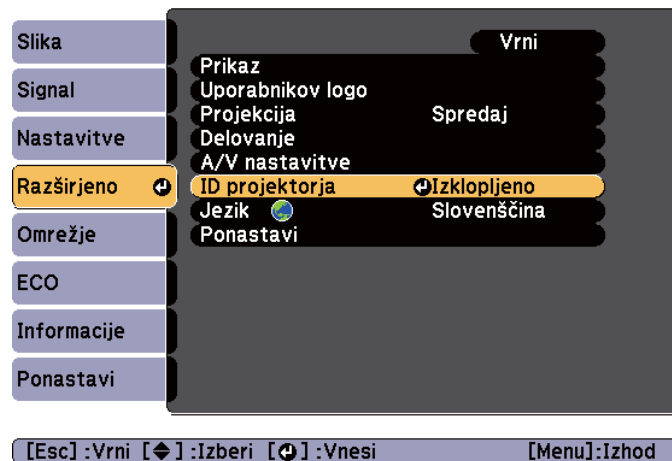 Slika
Signal
Nastavitve
Razširjeno
Omrežje
ECO
Informacije
Ponastavi
Vrni
Prikaz
Uporabnikov logo
Projekcija Spredaj
Delovanje
A/V nastavitve
ID projektorja Izklopljeno
Jezik Slovenščina
Ponastavi
[Esc] :Vrni [ ] :Izberi [ ] :Vnesi [Menu]:Izhod